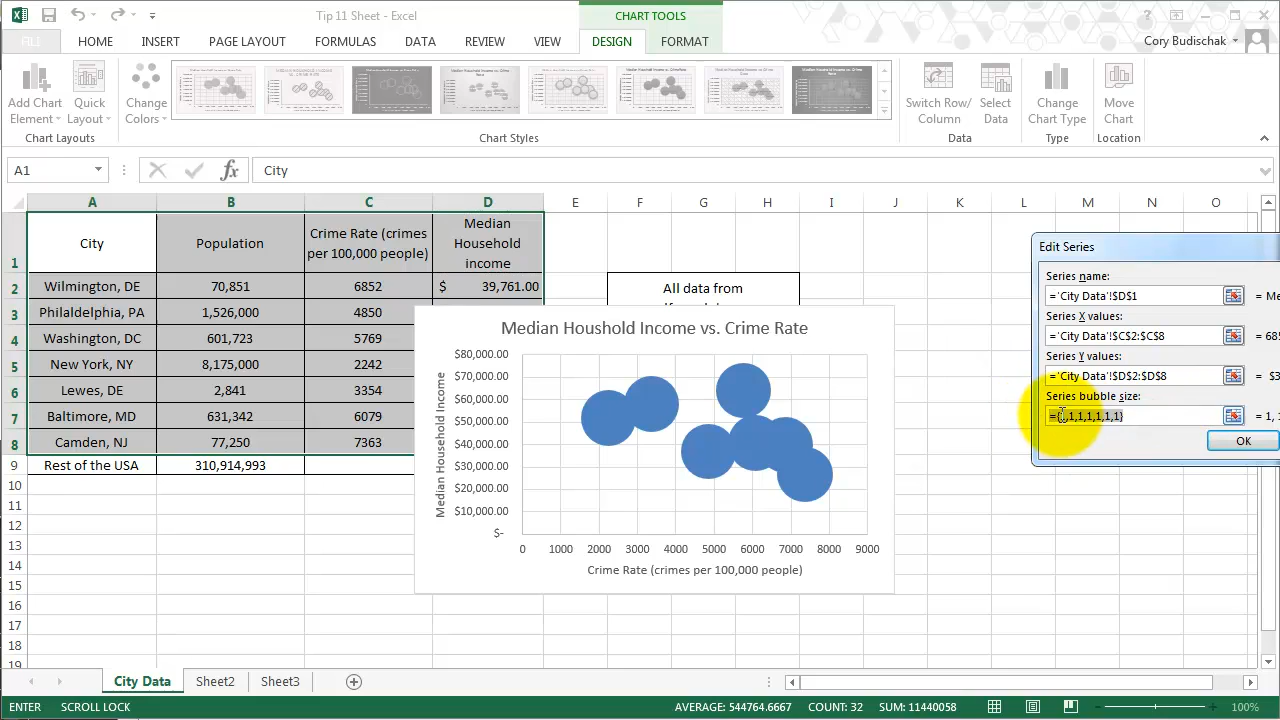 Tip 11 Sheet - Excel
CHART TOOLS
FILE
HOME
INSERT
PAGE LAYOUT
FORMULAS
DATA
REVIEW
VIEW
DESIGN
FORMAT
Cory Budischak
Add Chart
Element
Quick
Layout
Change
Colors
Switch Row/
Column
Select
Data
Change
Chart Type
Move
Chart
Chart Layouts
Chart Styles
Data
Type
Location
A1
fx
City
A B C D E F G H I J K L M N O
1 City Population Crime Rate (crimes per 100,000 people) Median Household income
2 Wilmington, DE 70,851 6852 $ 39,761.00
3 Philaldelphia, PA 1,526,000 4850
4 Washington, DC 601,723 5769
5 New York, NY 8,175,000 2242
6 Lewes, DE 2,841 3354
7 Baltimore, MD 631,342 6079
8 Camden, NJ 77,250 7363
9 Rest of the USA 310,914,993
10
11
12
13
14
15
16
17
18
19
All data from
Median Houshold Income vs. Crime Rate
Median Household Income
$80,000.00
$70,000.00
$60,000.00
$50,000.00
$40,000.00
$30,000.00
$20,000.00
$10,000.00
$-
0 1000 2000 3000 4000 5000 6000 7000 8000 9000
Crime Rate (crimes per 100,000 people)
Edit Series
Series name:
='City Data'!$D$1 = Me
Series X values:
='City Data'!$C$2:$C$8 = 685
Series Y values:
='City Data'!$D$2:$D$8 = $3
Series bubble size:
,1,1,1,1,1} = 1, 1
OK
City Data
Sheet2
Sheet3
ENTER
SCROLL LOCK
AVERAGE: 544764.6667
COUNT: 32
SUM: 11440058
100%